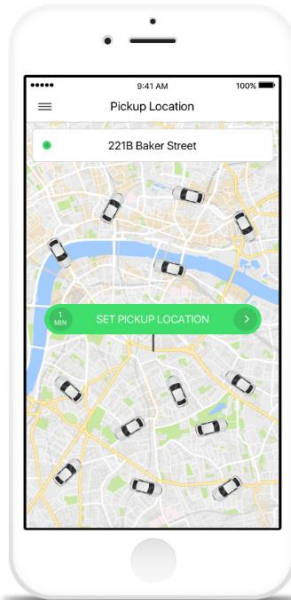 9:41 AM
100%
Pickup Location
221B Baker Street
1
MIN
SET PICKUP LOCATION